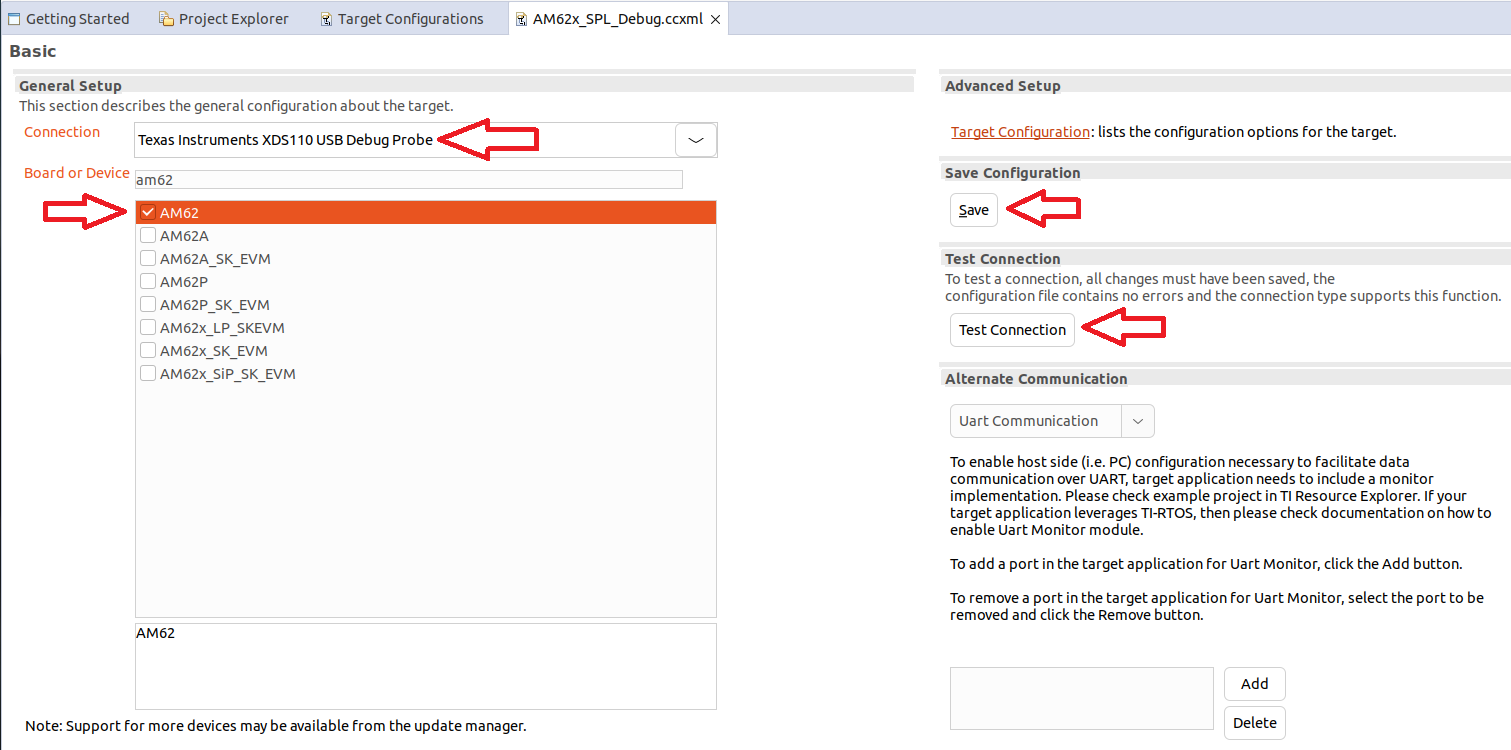 Getting Started
Project Explorer
Target Configurations
AM62x_SPL_Debug.ccxml
Basic
General Setup
This section describes the general configuration about the target.
Connection
Texas Instruments XDS110 USB Debug Probe
Board or Device
am62
AM62
AM62A
AM62A_SK_EVM
AM62P
AM62P_SK_EVM
AM62x_LP_SKEVM
AM62x_SK_EVM
AM62x_SiP_SK_EVM
AM62
Note: Support for more devices may be available from the update manager.
Advanced Setup
Target Configuration: lists the configuration options for the target.
Save Configuration
Save
Test Connection
To test a connection, all changes must have been saved, the
configuration file contains no errors and the connection type supports this function.
Test Connection
Alternate Communication
Uart Communication
To enable host side (i.e. PC) configuration necessary to facilitate data
communication over UART, target application needs to include a monitor
implementation. Please check example project in TI Resource Explorer. If your
target application leverages TI-RTOS, then please check documentation on how to
enable Uart Monitor module.
To add a port in the target application for Uart Monitor, click the Add button.
To remove a port in the target application for Uart Monitor, select the port to be
removed and click the Remove button.
Add
Delete